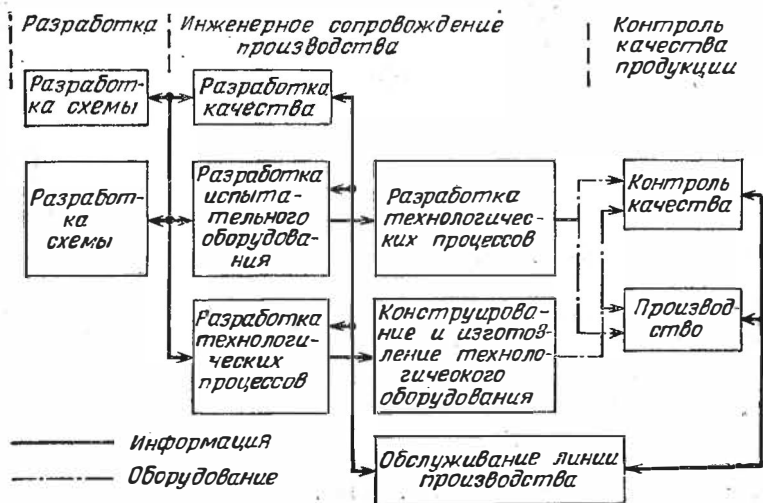 Разработка
Инженерное сопровождение
производства
Контроль
качества
продукции
Разработ-
ка схемы
Разработка
качества
Разработ-
ка
схемы
Разработка
испыта-
тельного
оборудова-
ния
Разработка
технологичес-
ких процессов
Контроль
качества
Разработка
технологи-
ческих
процессов
Конструирова-
ние и изготов-
ление техноло-
гического
оборудования
Производ-
ство
Информация
Оборудование
Обслуживание линии
производства